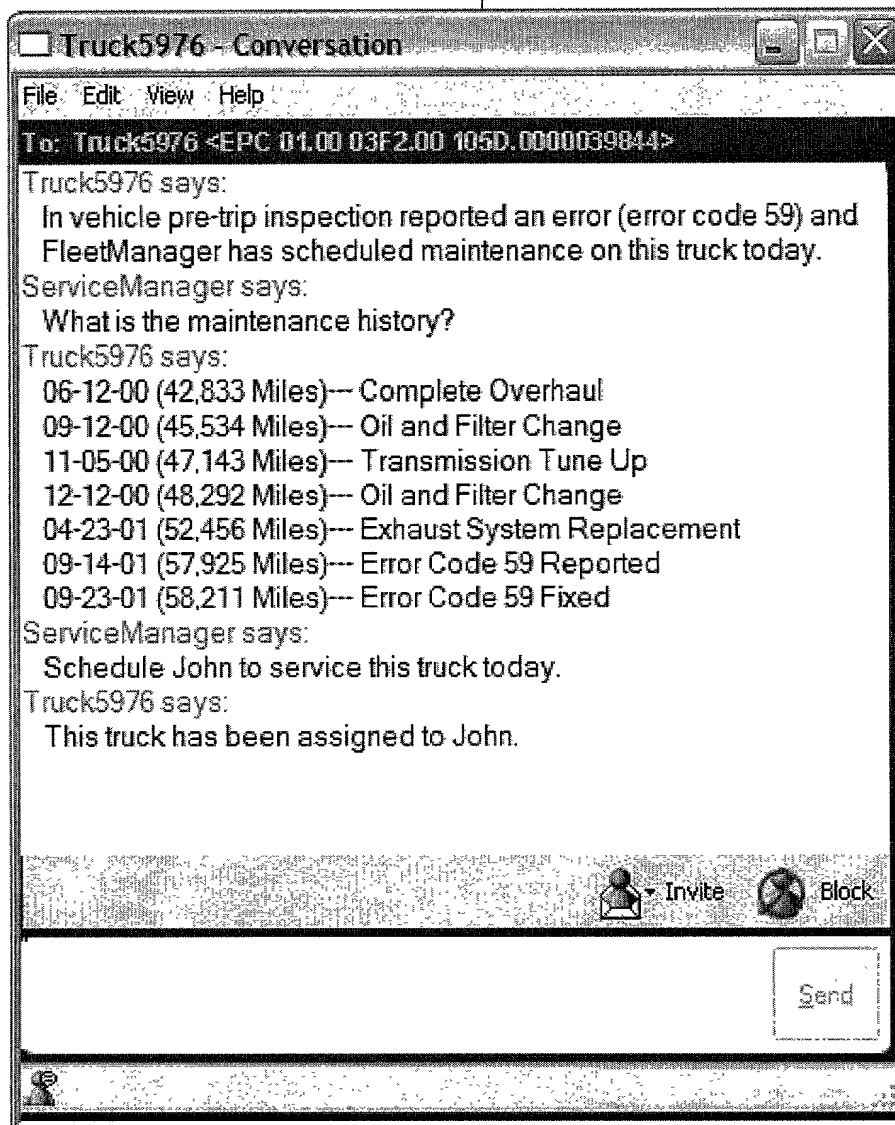 Truck5976 - Conversation
File Edit View Help
To: Truck5976 <EPC 01.00 03F2.00 105D.0000039844>
Truck5976 says:
In vehicle pre-trip inspection reported an error (error code 59) and
FleetManager has scheduled maintenance on this truck today.
ServiceManager says:
What is the maintenance history?
Truck5976 says:
06-12-00 (42,833 Miles)--- Complete Overhaul
09-12-00 (45,534 Miles)--- Oil and Filter Change
11-05-00 (47,143 Miles)--- Transmission Tune Up
12-12-00 (48,292 Miles)--- Oil and Filter Change
04-23-01 (52,456 Miles)--- Exhaust System Replacement
09-14-01 (57,925 Miles)--- Error Code 59 Reported
09-23-01 (58,211 Miles)--- Error Code 59 Fixed
ServiceManager says:
Schedule John to service this truck today.
Truck5976 says:
This truck has been assigned to John.
Invite Block
Send